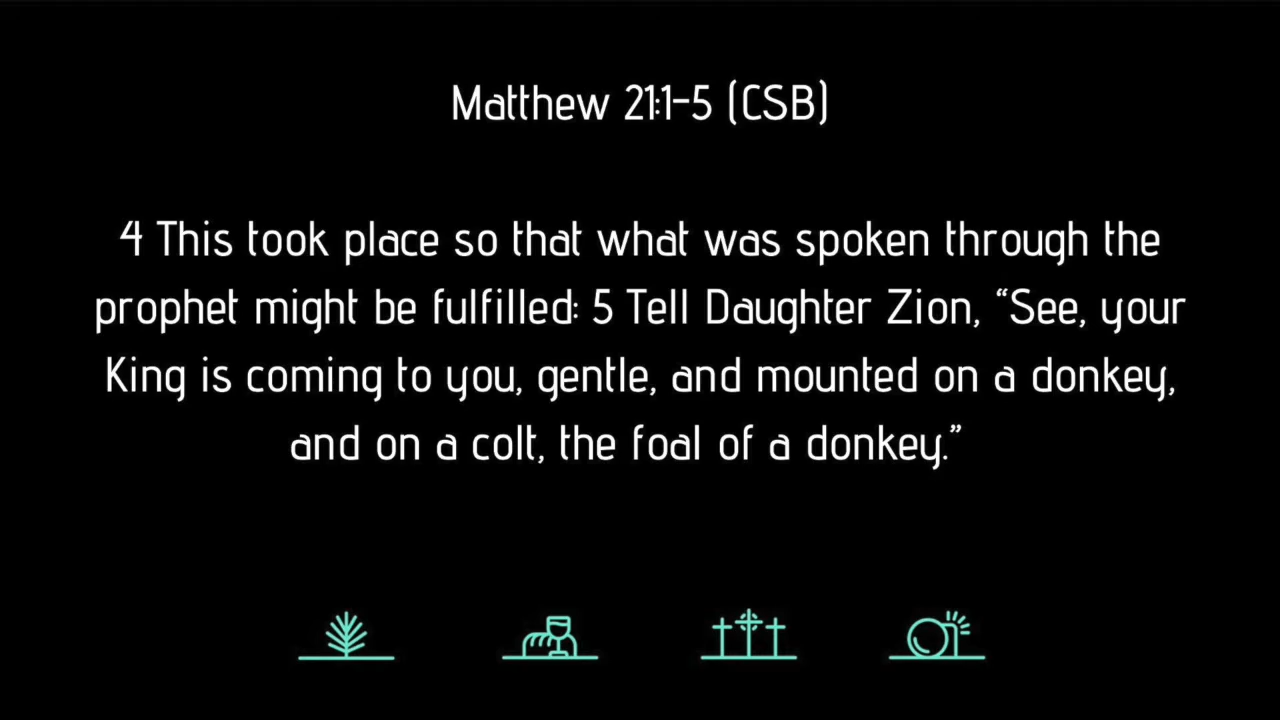 Matthew 21:1-5 (CSB)
4 This took place so that what was spoken through the
prophet might be fulfilled: 5 Tell Daughter Zion, “See, your
King is coming to you, gentle, and mounted on a donkey,
and on a colt, the foal of a donkey.”